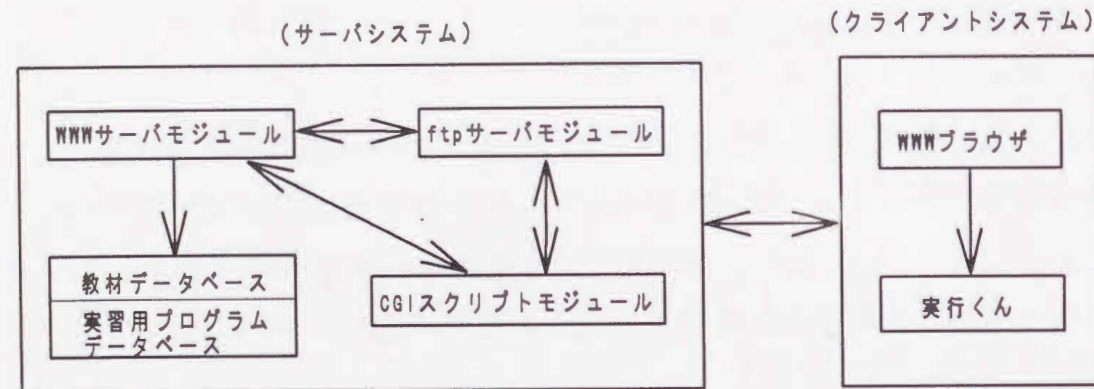 (サーバシステム)
(クライアントシステム)
WWWサーバモジュール
ftpサーバモジュール
WWWブラウザ
教材データベース
実習用プログラム
データベース
CGIスクリプトモジュール
実行くん